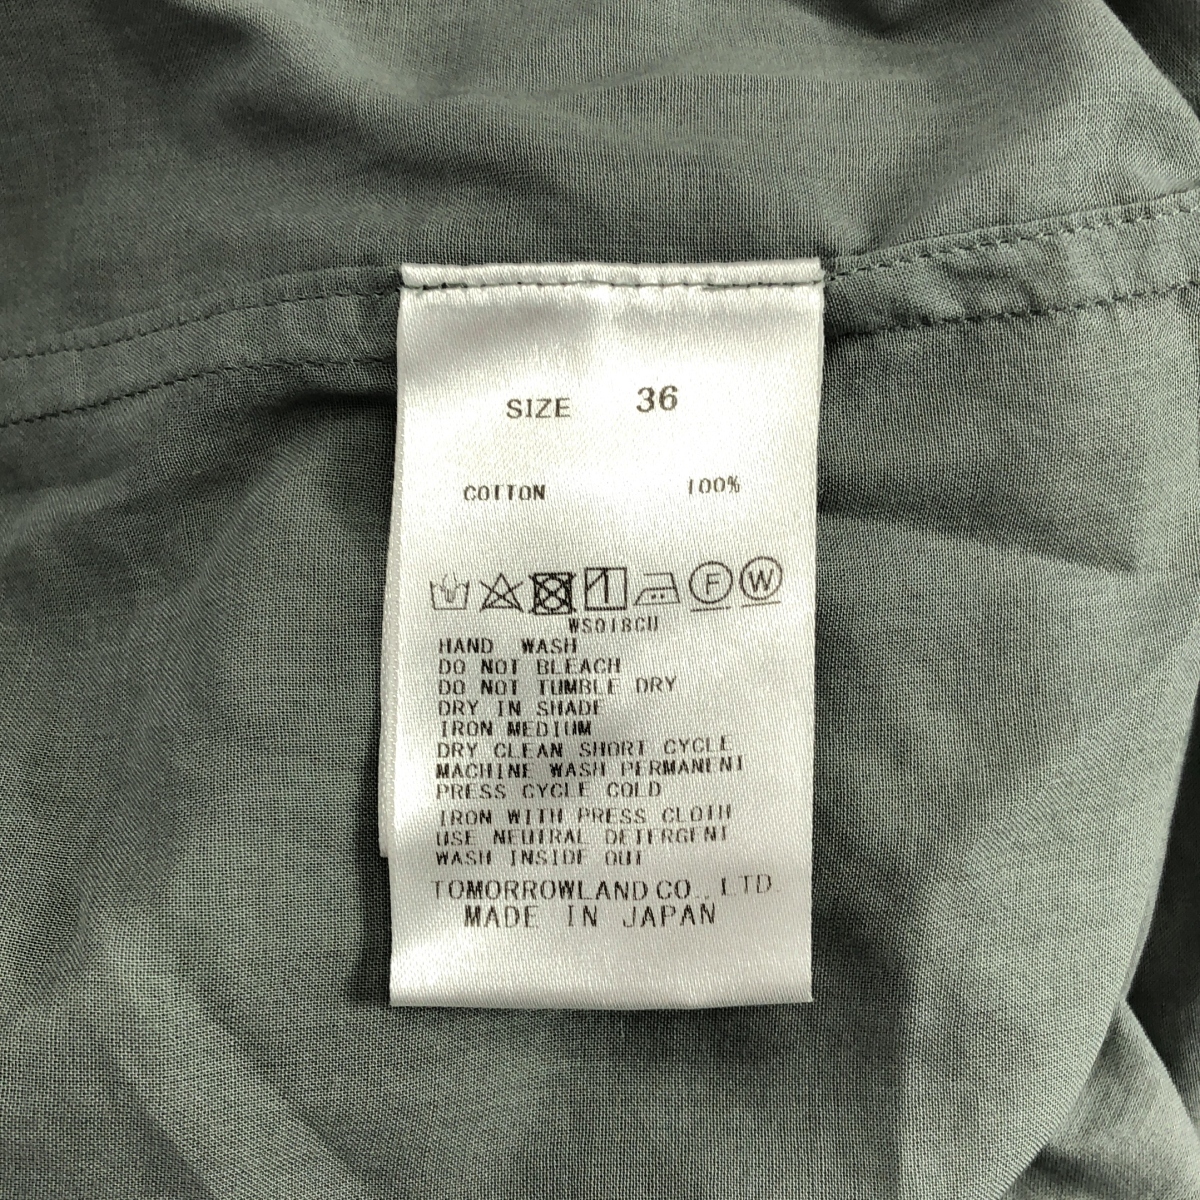 SIZE 36
COTTON 100%
F W
WS018CU
HAND WASH
DO NOT BLEACH
DO NOT TUMBLE DRY
DRY IN SHADE
IRON MEDIUM
DRY CLEAN SHORT CYCLE
MACHINE WASH PERMANENT
PRESS CYCLE COLD
IRON WITH PRESS CLOTH
USE NEUTRAL DETERGENT
WASH INSIDE OUT
TOMORROWLAND CO., LTD
MADE IN JAPAN